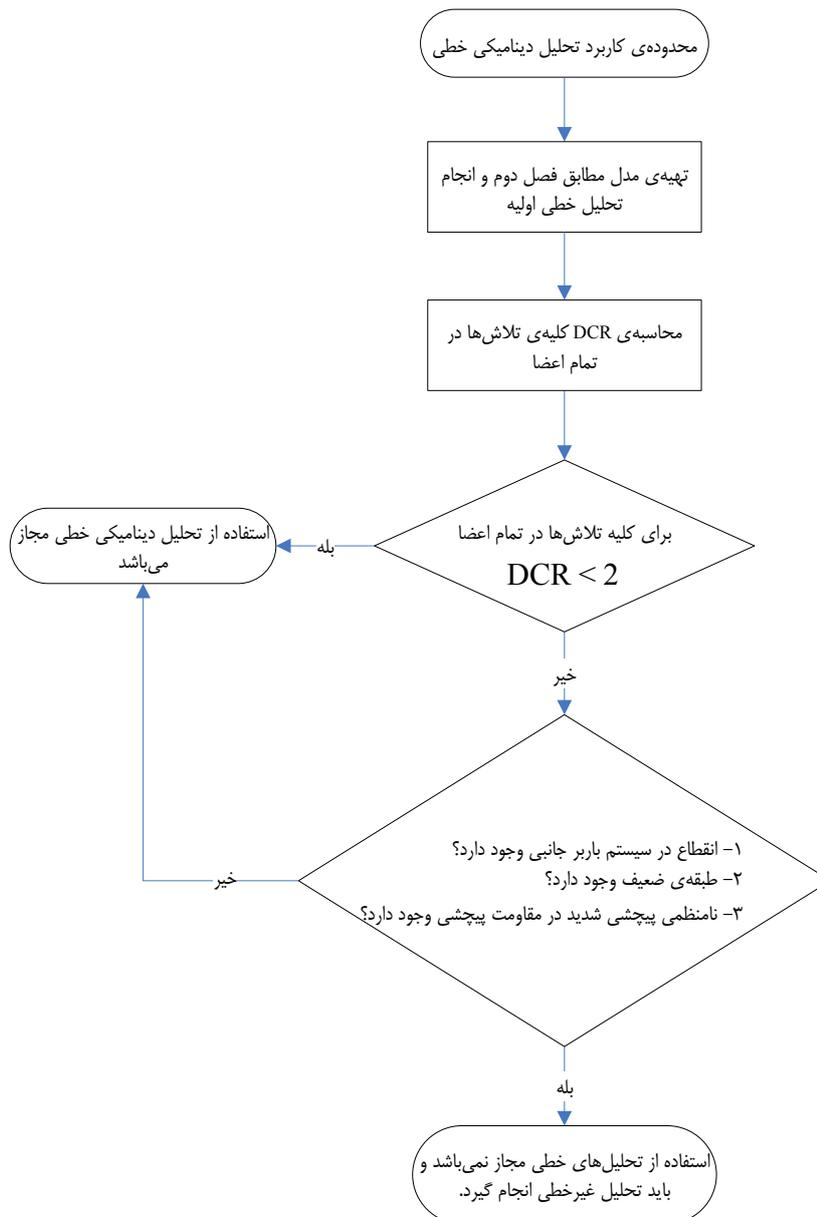 محدوده‌ی کاربرد تحلیل دینامیکی خطی
تهیه‌ی مدل مطابق فصل دوم و انجام
تحلیل خطی اولیه
محاسبه‌ی DCR کلیه‌ی تلاش‌ها در
تمام اعضا
برای کلیه تلاش‌ها در تمام اعضا
DCR < 2
بله
استفاده از تحلیل دینامیکی خطی مجاز
می‌باشد
خیر
۱- انقطاع در سیستم باربر جانبی وجود دارد؟
۲- طبقه‌ی ضعیف وجود دارد؟
۳- نامنظمی پیچشی شدید در مقاومت پیچشی وجود دارد؟
خیر
بله
استفاده از تحلیل‌های خطی مجاز نمی‌باشد و
باید تحلیل غیرخطی انجام گیرد.